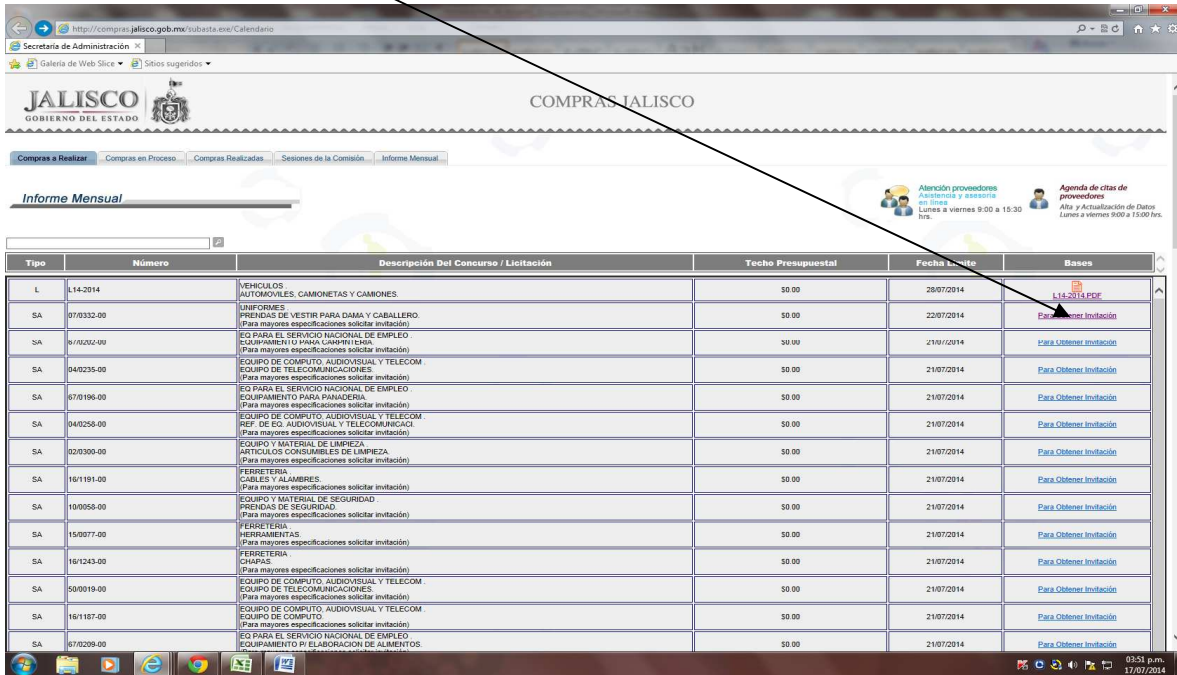 http://compras.jalisco.gob.mx/subasta.exe/Calendario
Secretaría de Administración
Galería de Web Slice
Sitios sugeridos
JALISCO
GOBIERNO DEL ESTADO
COMPRAS JALISCO
Compras a Realizar
Compras en Proceso
Compras Realizadas
Sesiones de la Comisión
Informe Mensual
Informe Mensual
Atención proveedores
Asistencia y asesoría
en línea
Lunes a viernes 9:00 a 15:30
hrs.
Agenda de citas de
proveedores
Alta y Actualización de Datos
Lunes a viernes 9:00 a 15:00 hrs.
Tipo Número Descripción Del Concurso / Licitación Techo Presupuestal Fecha Límite Bases
L L14-2014 VEHICULOS . $0.00 28/07/2014 L14-2014.PDF
AUTOMOVILES, CAMIONETAS Y CAMIONES.
SA 07/0332-00 UNIFORMES . $0.00 22/07/2014 Para Obtener Invitación
PRENDAS DE VESTIR PARA DAMA Y CABALLERO.
(Para mayores especificaciones solicitar invitación)
SA 67/0202-00 EQ PARA EL SERVICIO NACIONAL DE EMPLEO . $0.00 21/07/2014 Para Obtener Invitación
EQUIPAMIENTO PARA CARPINTERIA.
(Para mayores especificaciones solicitar invitación)
SA 04/0235-00 EQUIPO DE COMPUTO, AUDIOVISUAL Y TELECOM . $0.00 21/07/2014 Para Obtener Invitación
EQUIPO DE TELECOMUNICACIONES.
(Para mayores especificaciones solicitar invitación)
SA 67/0196-00 EQ PARA EL SERVICIO NACIONAL DE EMPLEO . $0.00 21/07/2014 Para Obtener Invitación
EQUIPAMIENTO PARA PANADERIA.
(Para mayores especificaciones solicitar invitación)
SA 04/0258-00 EQUIPO DE COMPUTO, AUDIOVISUAL Y TELECOM . $0.00 21/07/2014 Para Obtener Invitación
REF. DE EQ. AUDIOVISUAL Y TELECOMUNICACI.
(Para mayores especificaciones solicitar invitación)
SA 02/0300-00 EQUIPO Y MATERIAL DE LIMPIEZA . $0.00 21/07/2014 Para Obtener Invitación
ARTICULOS CONSUMIBLES DE LIMPIEZA.
(Para mayores especificaciones solicitar invitación)
SA 16/1191-00 FERRETERIA . $0.00 21/07/2014 Para Obtener Invitación
CABLES Y ALAMBRES.
(Para mayores especificaciones solicitar invitación)
SA 10/0058-00 EQUIPO Y MATERIAL DE SEGURIDAD . $0.00 21/07/2014 Para Obtener Invitación
PRENDAS DE SEGURIDAD.
(Para mayores especificaciones solicitar invitación)
SA 15/0077-00 FERRETERIA . $0.00 21/07/2014 Para Obtener Invitación
HERRAMIENTAS.
(Para mayores especificaciones solicitar invitación)
SA 16/1243-00 FERRETERIA . $0.00 21/07/2014 Para Obtener Invitación
CHAPAS.
(Para mayores especificaciones solicitar invitación)
SA 50/0019-00 EQUIPO DE COMPUTO, AUDIOVISUAL Y TELECOM . $0.00 21/07/2014 Para Obtener Invitación
EQUIPO DE TELECOMUNICACIONES.
(Para mayores especificaciones solicitar invitación)
SA 16/1187-00 EQUIPO DE COMPUTO, AUDIOVISUAL Y TELECOM . $0.00 21/07/2014 Para Obtener Invitación
EQUIPO DE COMPUTO.
(Para mayores especificaciones solicitar invitación)
SA 67/0209-00 EQ PARA EL SERVICIO NACIONAL DE EMPLEO . $0.00 21/07/2014 Para Obtener Invitación
EQUIPAMIENTO P/ ELABORACION DE ALIMENTOS.
03:51 p.m.
17/07/2014